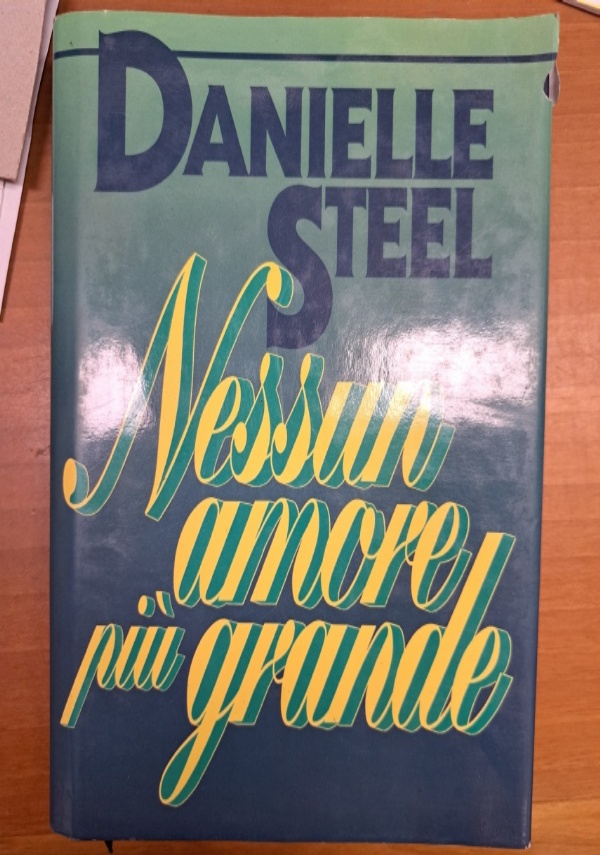 DANIELLE
STEEL
Nessun
amore
più grande